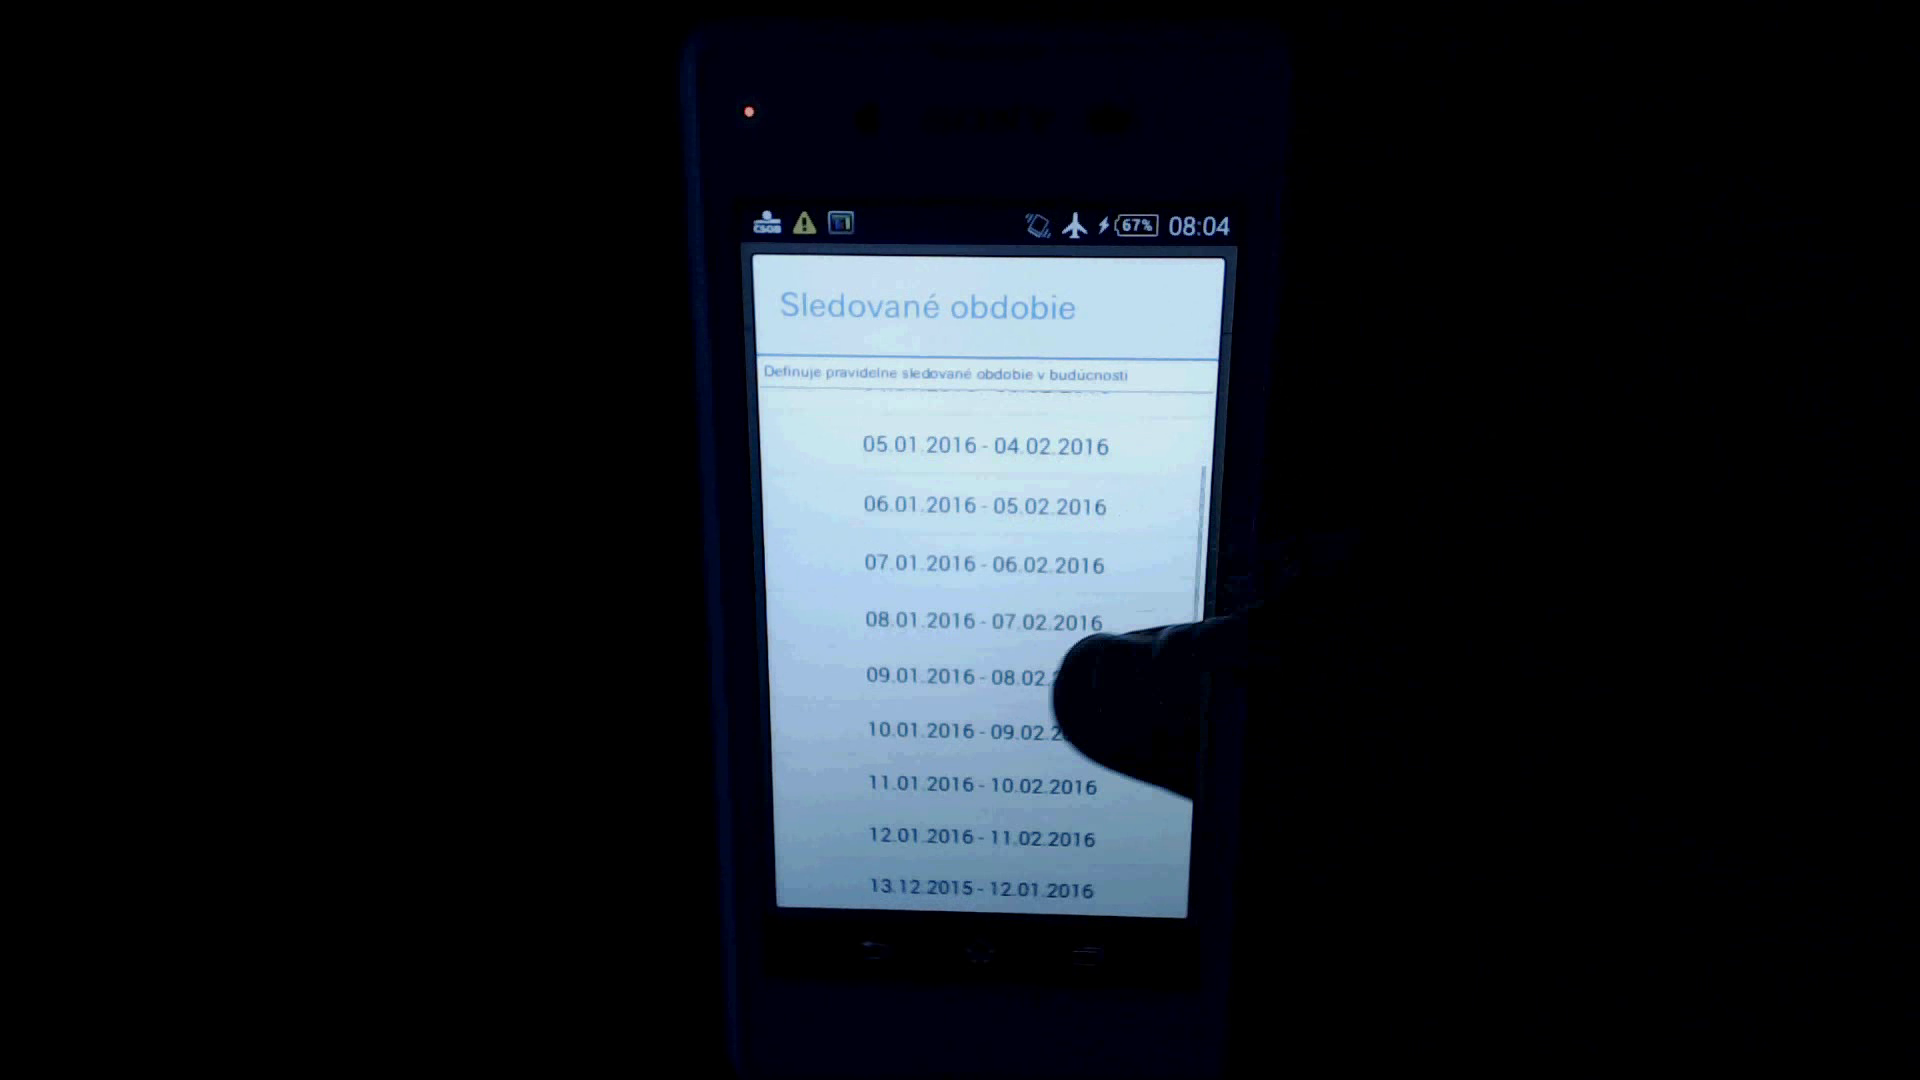 ČSOB
67% 08:04
Sledované obdobie
Definuje pravidelne sledované obdobie v budúcnosti
05.01.2016 - 04.02.2016
06.01.2016 - 05.02.2016
07.01.2016 - 06.02.2016
08.01.2016 - 07.02.2016
09.01.2016 - 08.02.
10.01.2016 - 09.02.2
11.01.2016 - 10.02.2016
12.01.2016 - 11.02.2016
13.12.2015 - 12.01.2016